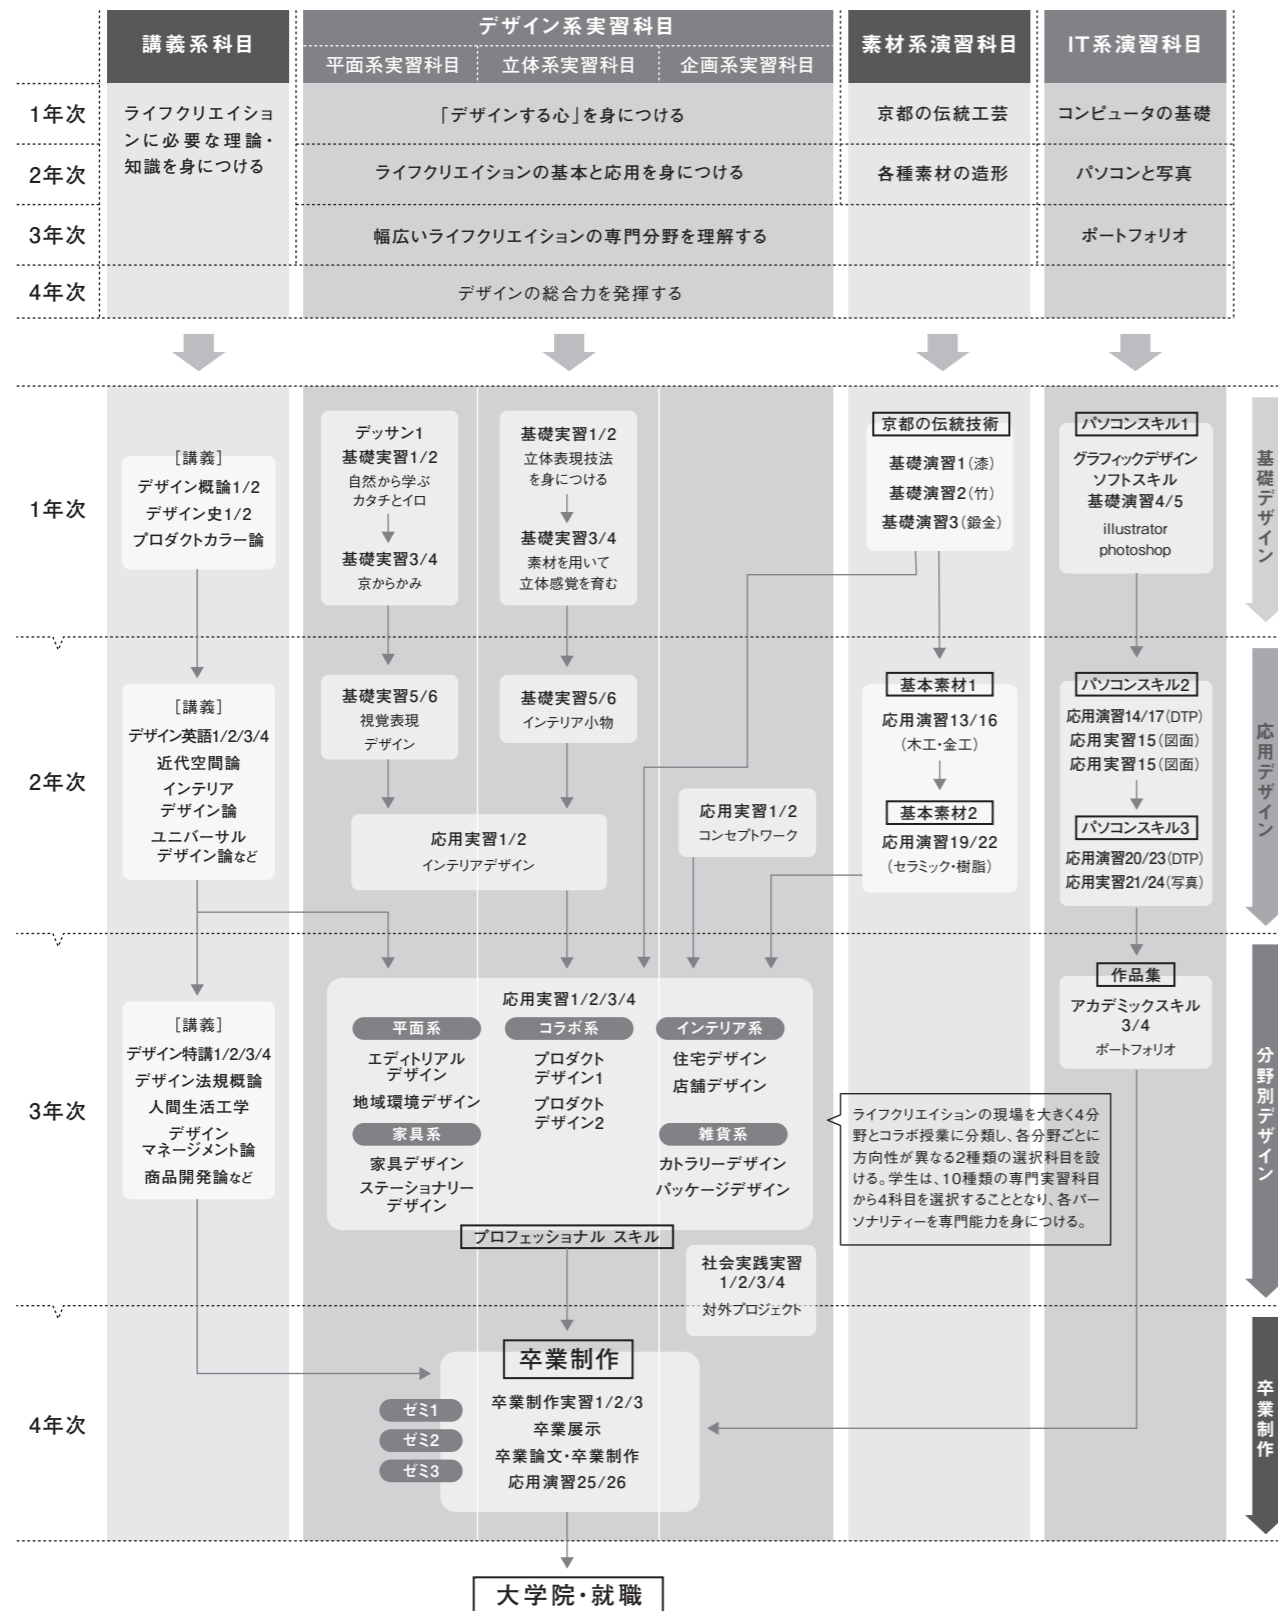 講義系科目
デザイン系実習科目
平面系実習科目
立体系実習科目
企画系実習科目
素材系演習科目
IT系演習科目
1年次
ライフクリエイショ
ンに必要な理論・
知識を身につける
「デザインする心」を身につける
京都の伝統工芸
コンピュータの基礎
2年次
ライフクリエイションの基本と応用を身につける
各種素材の造形
パソコンと写真
3年次
幅広いライフクリエイションの専門分野を理解する
ポートフォリオ
4年次
デザインの総合力を発揮する
1年次
[講義]
デザイン概論1/2
デザイン史1/2
プロダクトカラー論
デッサン1
基礎実習1/2
自然から学ぶ
カタチとイロ
基礎実習3/4
京からかみ
基礎実習1/2
立体表現技法
を身につける
基礎実習3/4
素材を用いて
立体感覚を育む
京都の伝統技術
基礎演習1(漆)
基礎演習2(竹)
基礎演習3(鍛金)
パソコンスキル1
グラフィックデザイン
ソフトスキル
基礎演習4/5
illustrator
photoshop
基礎デザイン
2年次
[講義]
デザイン英語1/2/3/4
近代空間論
インテリア
デザイン論
ユニバーサル
デザイン論など
基礎実習5/6
視覚表現
デザイン
基礎実習5/6
インテリア小物
応用実習1/2
インテリアデザイン
応用実習1/2
コンセプトワーク
基本素材1
応用演習13/16
(木工・金工)
基本素材2
応用演習19/22
(セラミック・樹脂)
パソコンスキル2
応用演習14/17(DTP)
応用実習15(図面)
応用実習15(図面)
パソコンスキル3
応用演習20/23(DTP)
応用実習21/24(写真)
応用デザイン
3年次
[講義]
デザイン特講1/2/3/4
デザイン法規概論
人間生活工学
デザイン
マネージメント論
商品開発論など
応用実習1/2/3/4
平面系
エディトリアル
デザイン
地域環境デザイン
家具系
家具デザイン
ステーショナリー
デザイン
コラボ系
プロダクト
デザイン1
プロダクト
デザイン2
インテリア系
住宅デザイン
店舗デザイン
雑貨系
カトラリーデザイン
パッケージデザイン
プロフェッショナル スキル
社会実践実習
1/2/3/4
対外プロジェクト
ライフクリエイションの現場を大きく4分
野とコラボ授業に分類し、各分野ごとに
方向性が異なる2種類の選択科目を設
ける。学生は、10種類の専門実習科目
から4科目を選択することとなり、各パー
ソナリティーを専門能力を身につける。
作品集
アカデミックスキル
3/4
ポートフォリオ
分野別デザイン
4年次
卒業制作
ゼミ1
ゼミ2
ゼミ3
卒業制作実習1/2/3
卒業展示
卒業論文・卒業制作
応用演習25/26
卒業制作
大学院・就職